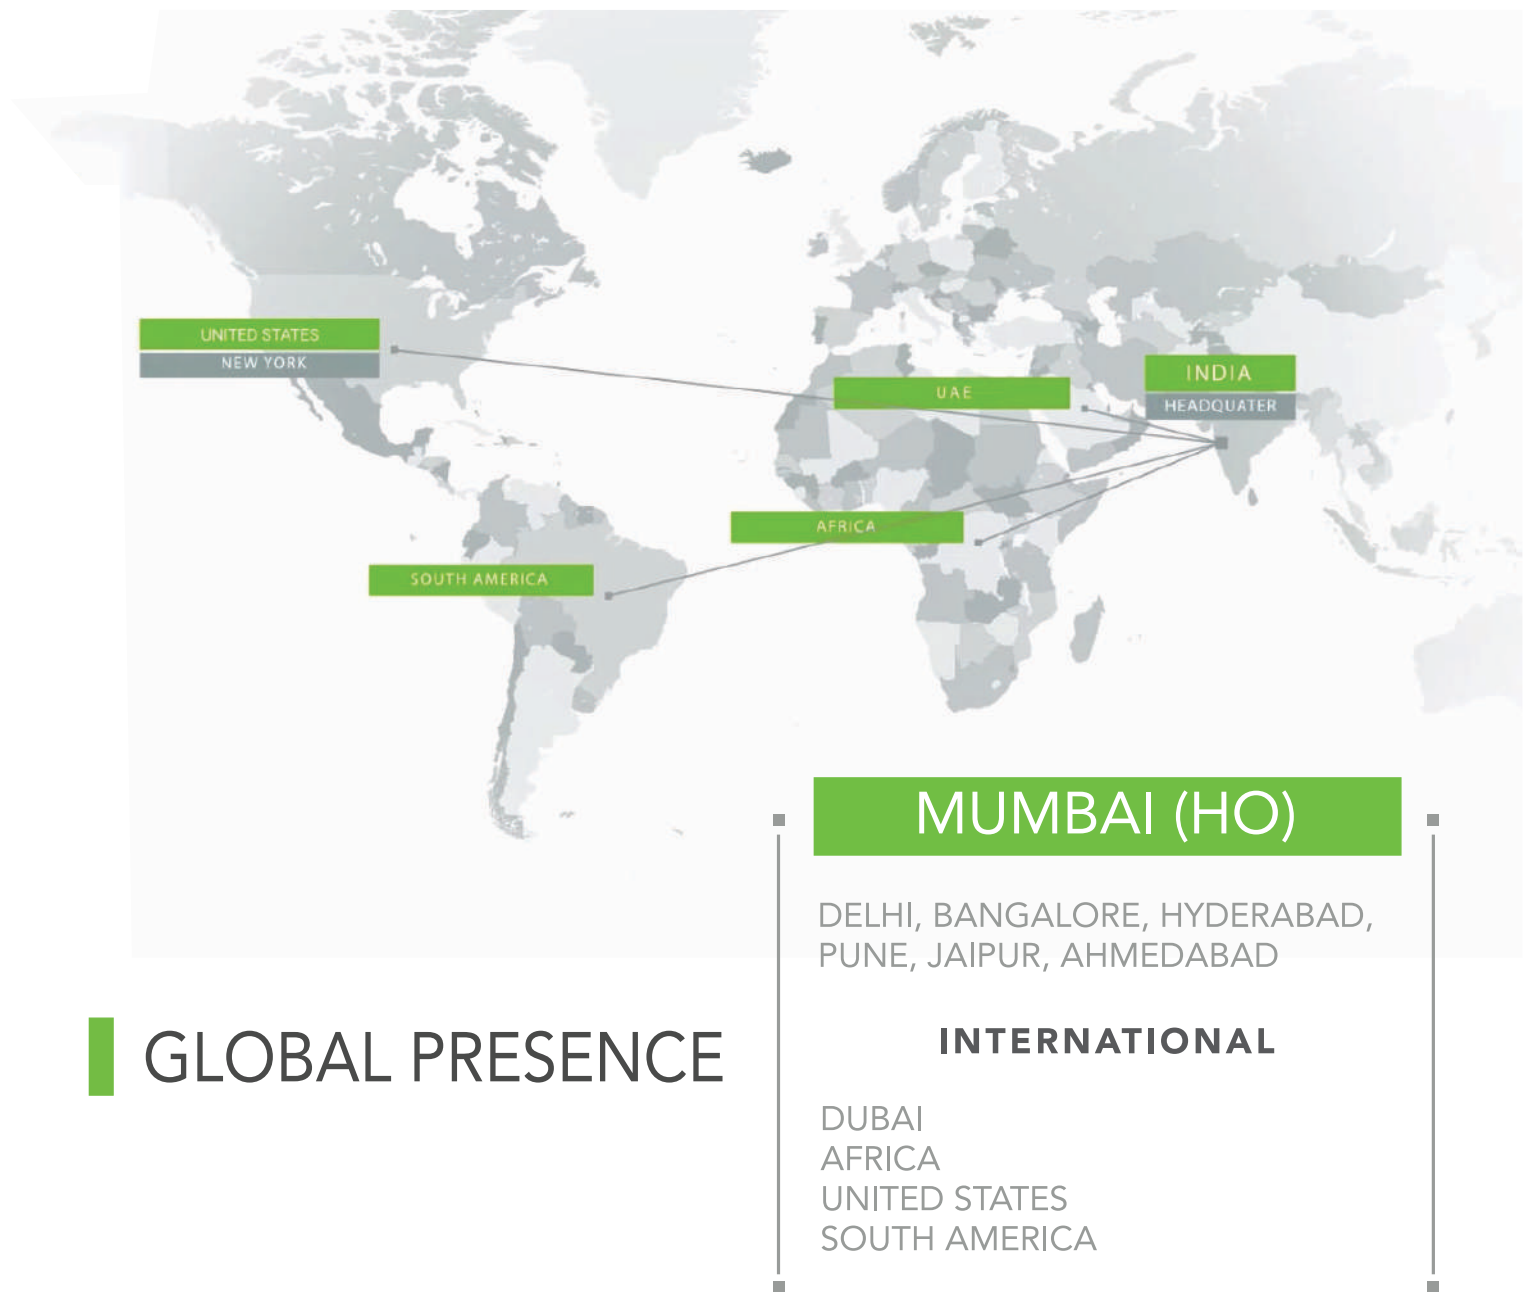 UNITED STATES
NEW YORK
UAE
INDIA
HEADQUATER
AFRICA
SOUTH AMERICA
MUMBAI (HO)
DELHI, BANGALORE, HYDERABAD,
PUNE, JAIPUR, AHMEDABAD
GLOBAL PRESENCE
INTERNATIONAL
DUBAI
AFRICA
UNITED STATES
SOUTH AMERICA